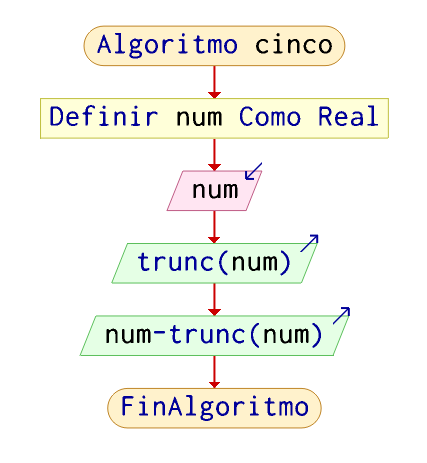 Algoritmo cinco
Definir num Como Real
num
trunc(num)
num-trunc(num)
FinAlgoritmo